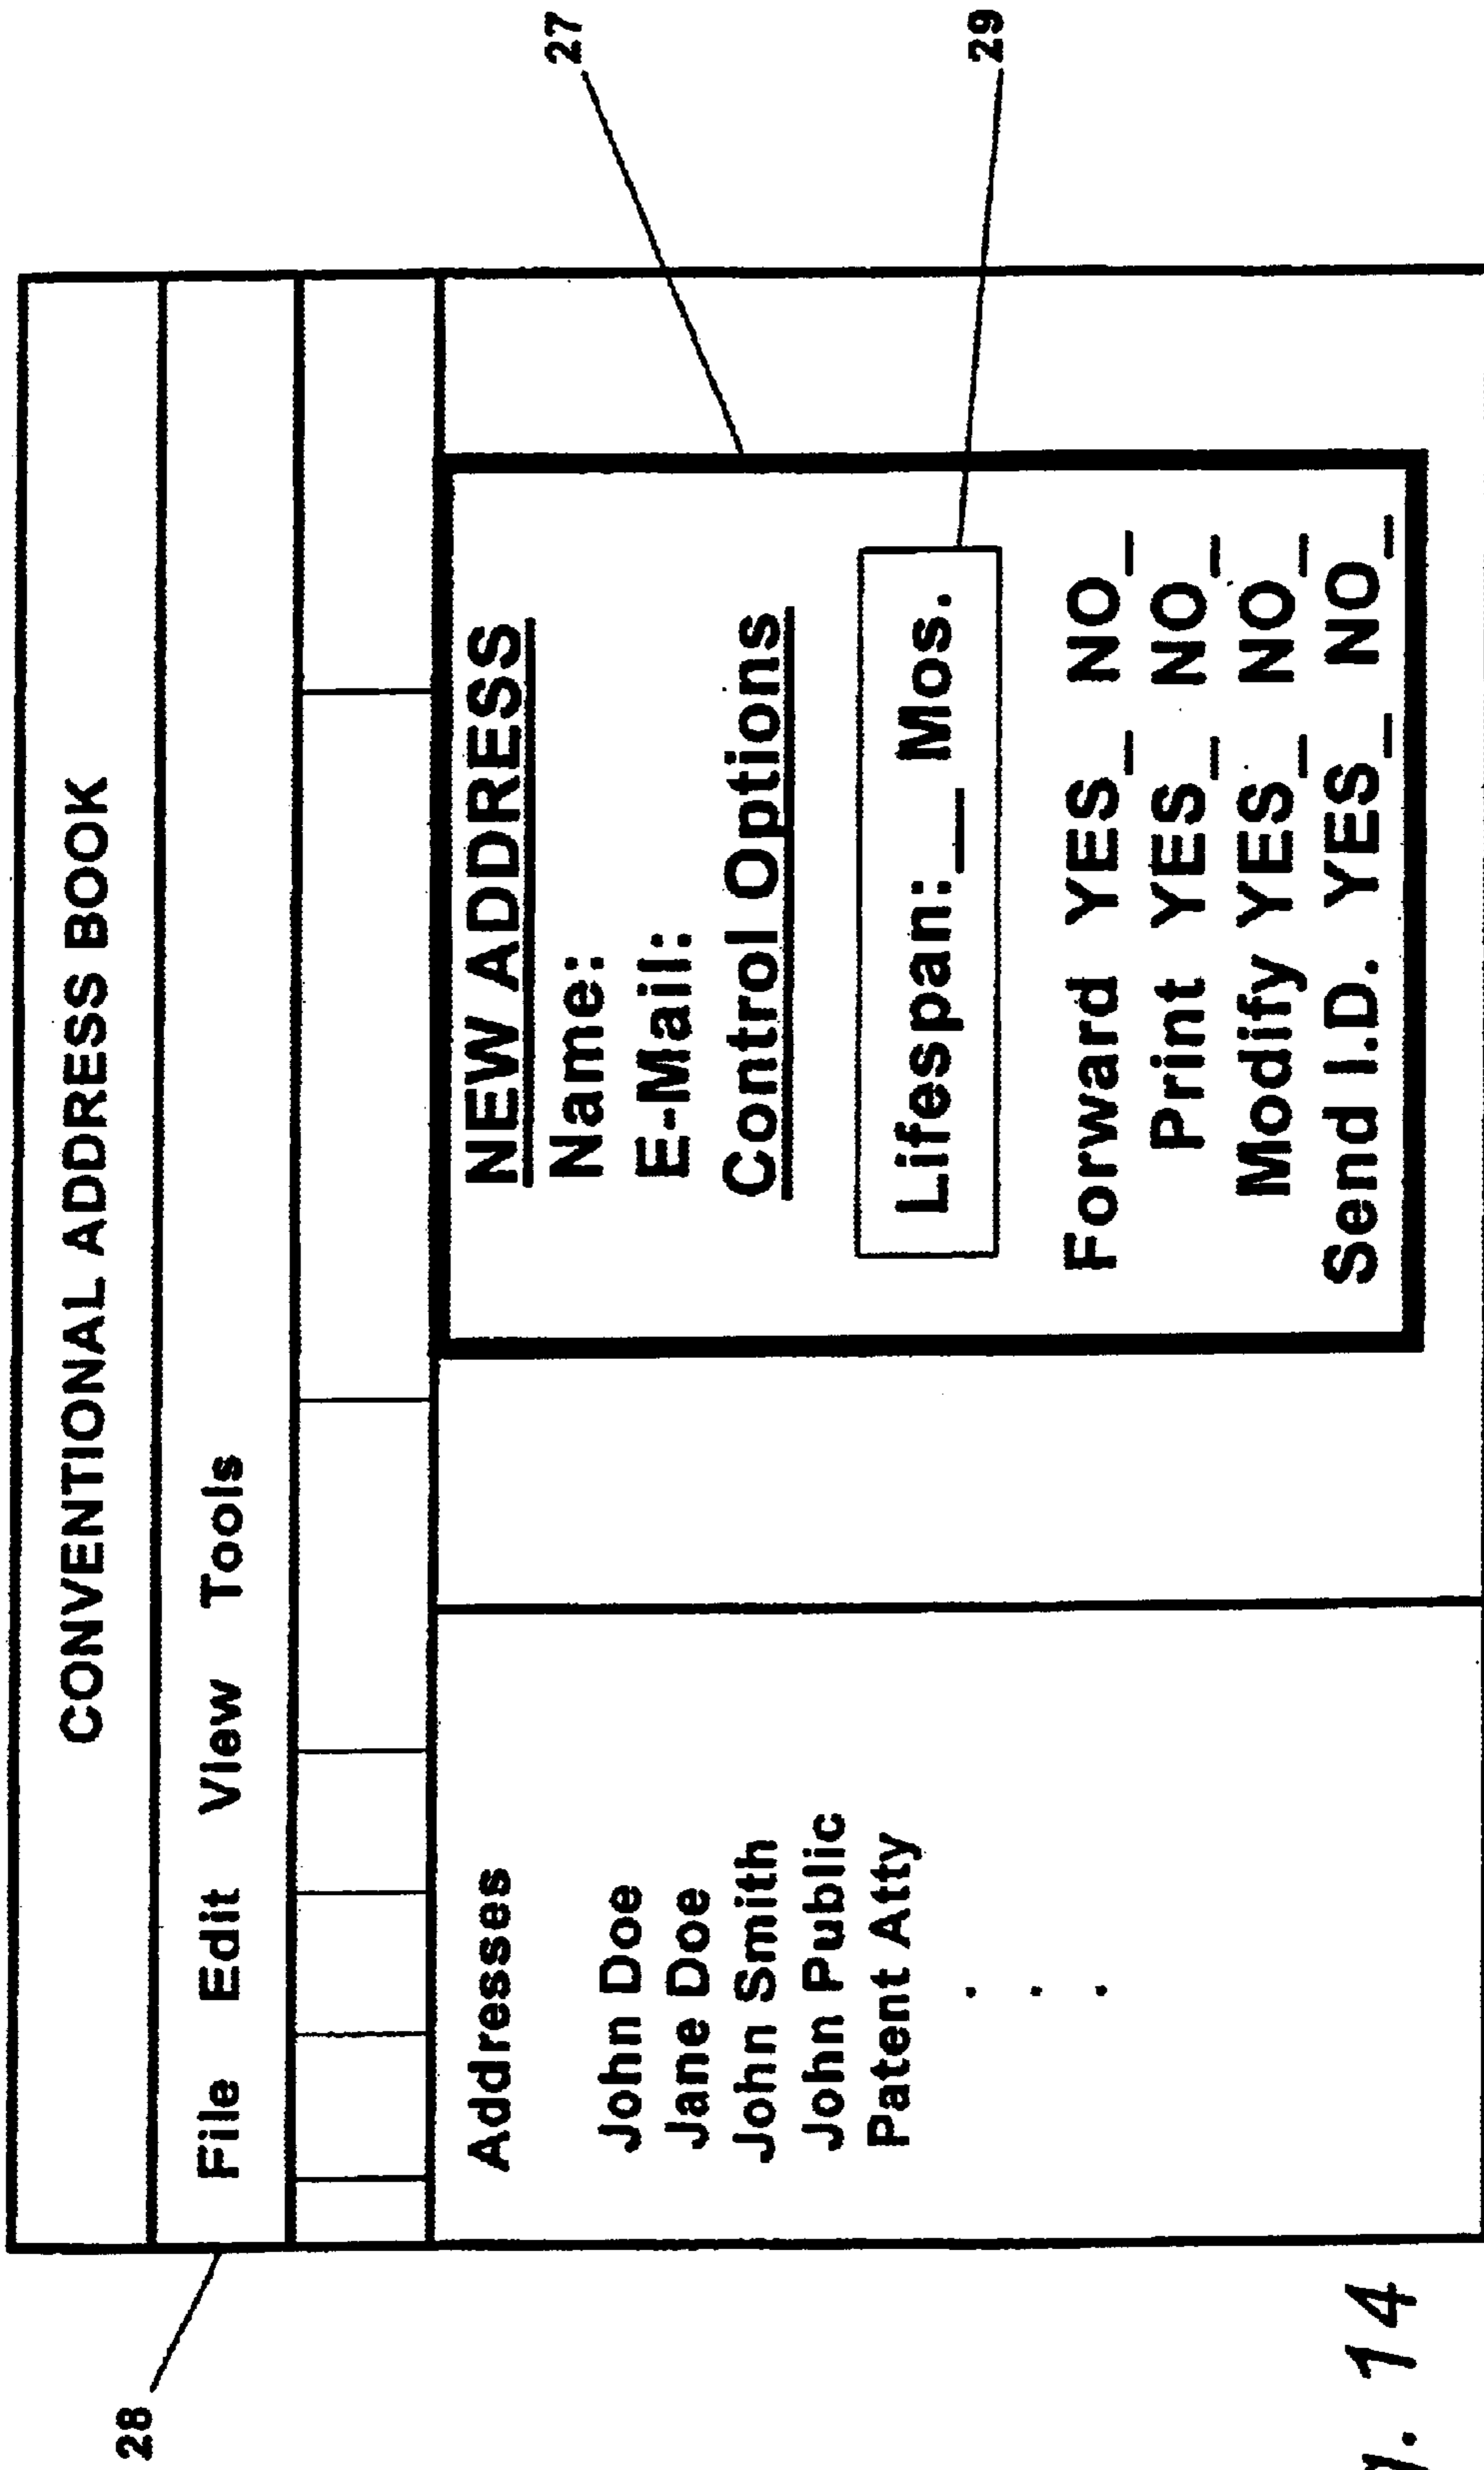 CONVENTIONAL ADDRESS BOOK
28
File Edit View Tools
Addresses
John Doe
Jane Doe
John Smith
John Public
Patent Atty
.
.
.
NEW ADDRESS
Name:
E-Mail:
Control Options
Lifespan:__ Mos.
Forward YES_ NO_
Print YES_ NO_
Modify YES_ NO_
Send I.D. YES_ NO_
27
29
14